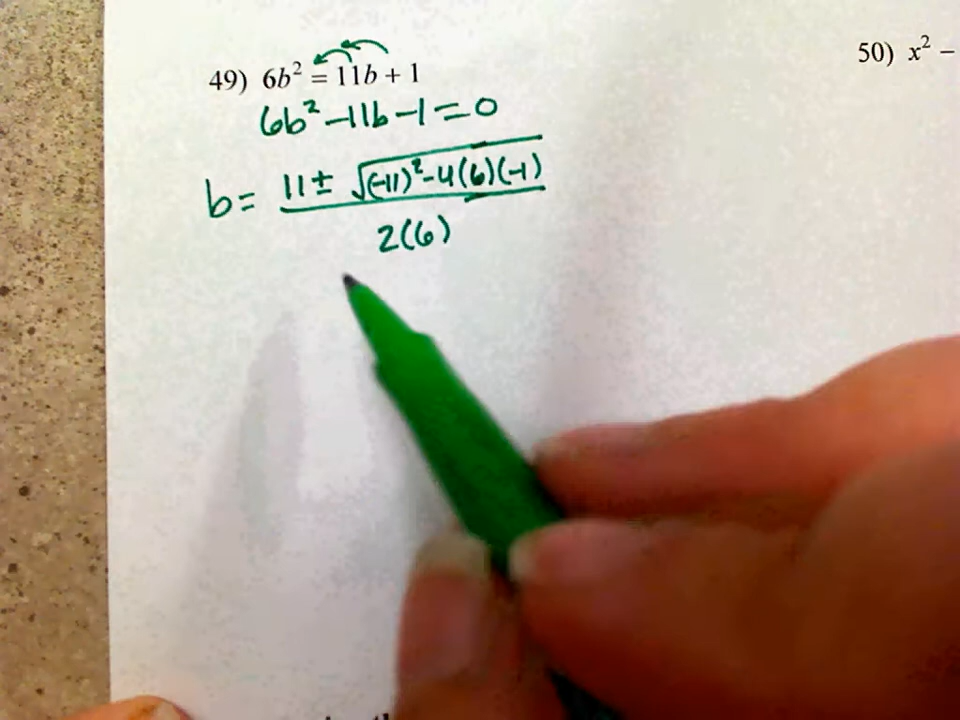 49) 6b² = 11b + 1
50) x² −
6b² −11b −1 = 0
b = 11 ± √(-11)² - 4(6)(-1)
2(6)